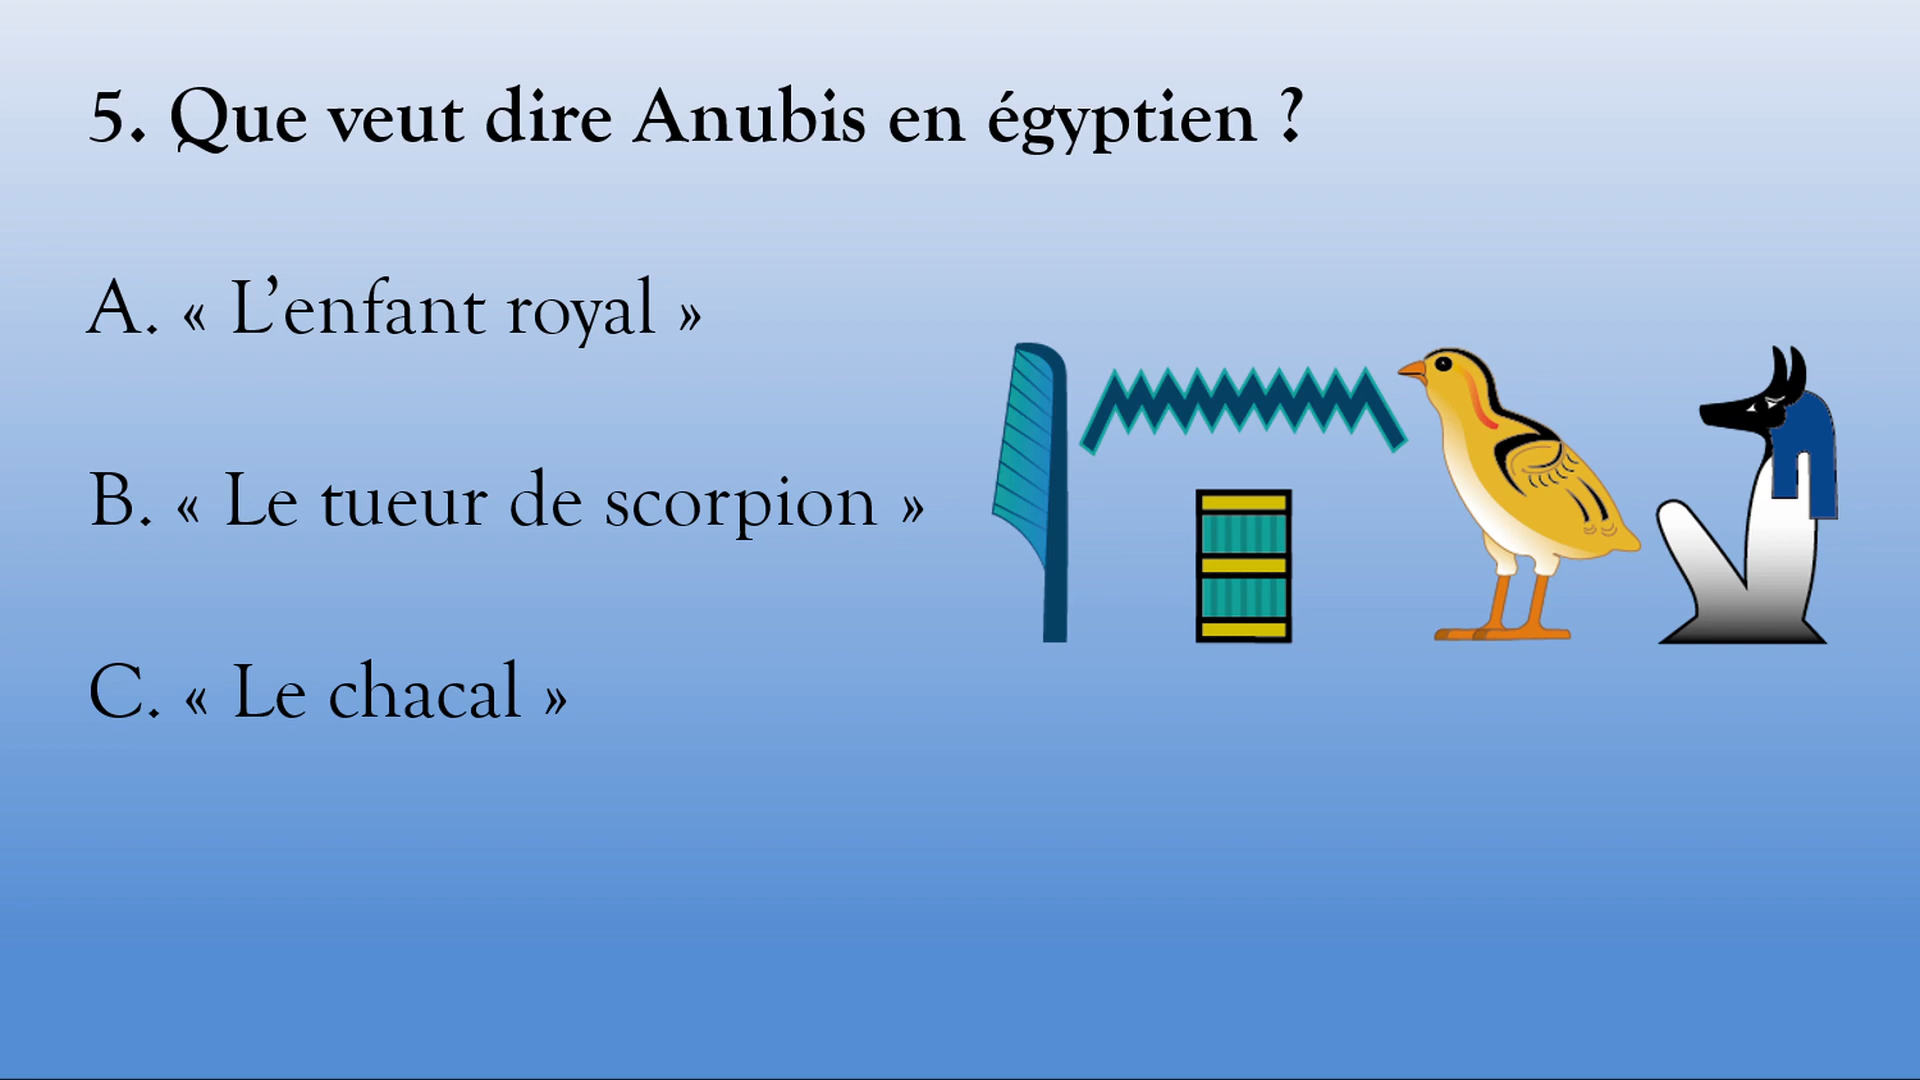 5. Que veut dire Anubis en égyptien ?
A. « L’enfant royal »
B. « Le tueur de scorpion »
C. « Le chacal »